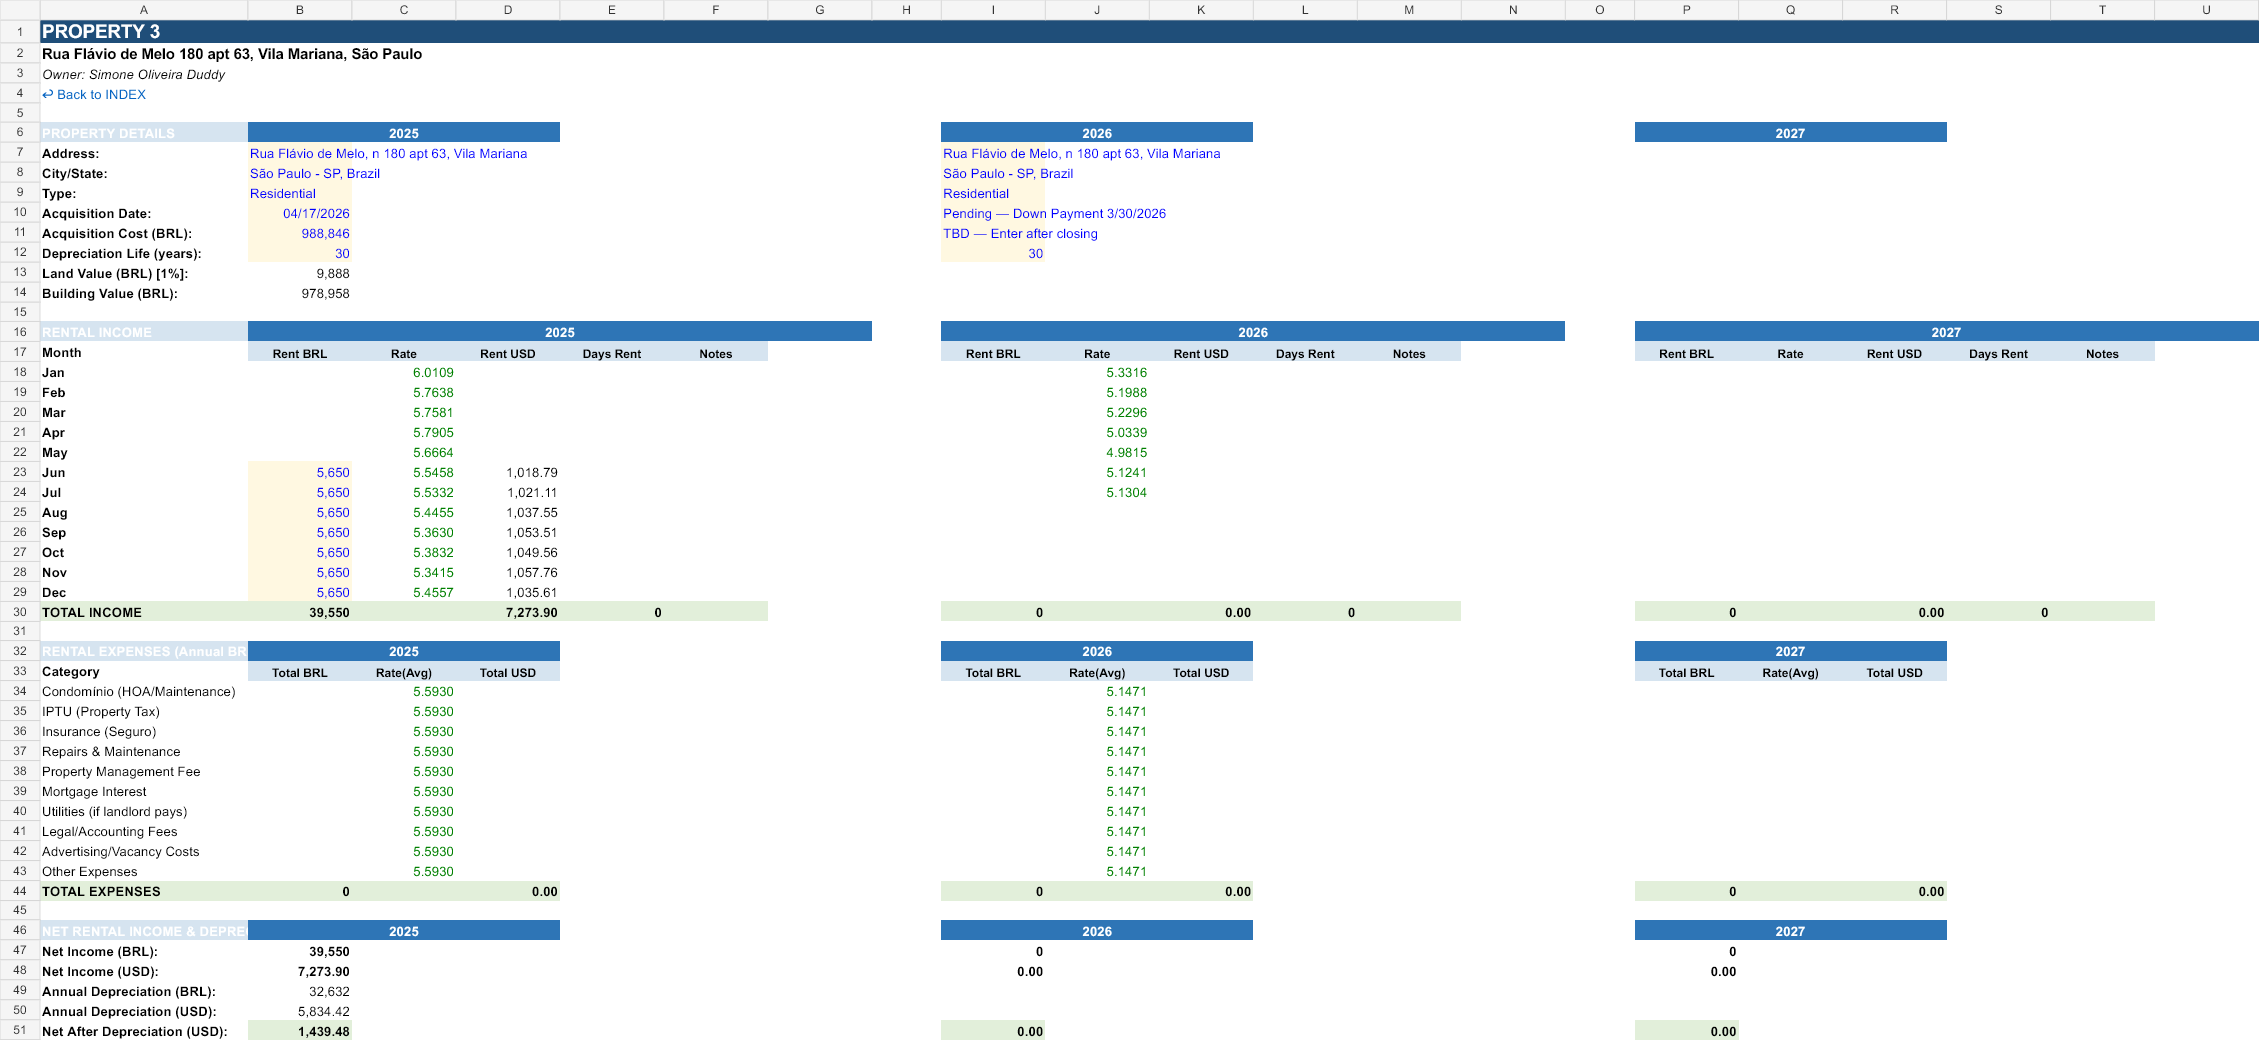 A B C D E F G H I J K L M N O P Q R S T U
1 PROPERTY 3
2 Rua Flávio de Melo 180 apt 63, Vila Mariana, São Paulo
3 Owner: Simone Oliveira Duddy
4 ↩ Back to INDEX
5
6 PROPERTY DETAILS 2025 2026 2027
7 Address: Rua Flávio de Melo, n 180 apt 63, Vila Mariana Rua Flávio de Melo, n 180 apt 63, Vila Mariana
8 City/State: São Paulo - SP, Brazil São Paulo - SP, Brazil
9 Type: Residential Residential
10 Acquisition Date: 04/17/2026 Pending — Down Payment 3/30/2026
11 Acquisition Cost (BRL): 988,846 TBD — Enter after closing
12 Depreciation Life (years): 30 30
13 Land Value (BRL) [1%]: 9,888
14 Building Value (BRL): 978,958
15
16 RENTAL INCOME 2025 2026 2027
17 Month Rent BRL Rate Rent USD Days Rent Notes Rent BRL Rate Rent USD Days Rent Notes Rent BRL Rate Rent USD Days Rent Notes
18 Jan 6.0109 5.3316
19 Feb 5.7638 5.1988
20 Mar 5.7581 5.2296
21 Apr 5.7905 5.0339
22 May 5.6664 4.9815
23 Jun 5,650 5.5458 1,018.79 5.1241
24 Jul 5,650 5.5332 1,021.11 5.1304
25 Aug 5,650 5.4455 1,037.55
26 Sep 5,650 5.3630 1,053.51
27 Oct 5,650 5.3832 1,049.56
28 Nov 5,650 5.3415 1,057.76
29 Dec 5,650 5.4557 1,035.61
30 TOTAL INCOME 39,550 7,273.90 0 0 0.00 0 0 0.00 0
31
32 RENTAL EXPENSES (Annual BR 2025 2026 2027
33 Category Total BRL Rate(Avg) Total USD Total BRL Rate(Avg) Total USD Total BRL Rate(Avg) Total USD
34 Condomínio (HOA/Maintenance) 5.5930 5.1471
35 IPTU (Property Tax) 5.5930 5.1471
36 Insurance (Seguro) 5.5930 5.1471
37 Repairs & Maintenance 5.5930 5.1471
38 Property Management Fee 5.5930 5.1471
39 Mortgage Interest 5.5930 5.1471
40 Utilities (if landlord pays) 5.5930 5.1471
41 Legal/Accounting Fees 5.5930 5.1471
42 Advertising/Vacancy Costs 5.5930 5.1471
43 Other Expenses 5.5930 5.1471
44 TOTAL EXPENSES 0 0.00 0 0.00 0 0.00
45
46 NET RENTAL INCOME & DEPRE 2025 2026 2027
47 Net Income (BRL): 39,550 0 0
48 Net Income (USD): 7,273.90 0.00 0.00
49 Annual Depreciation (BRL): 32,632
50 Annual Depreciation (USD): 5,834.42
51 Net After Depreciation (USD): 1,439.48 0.00 0.00